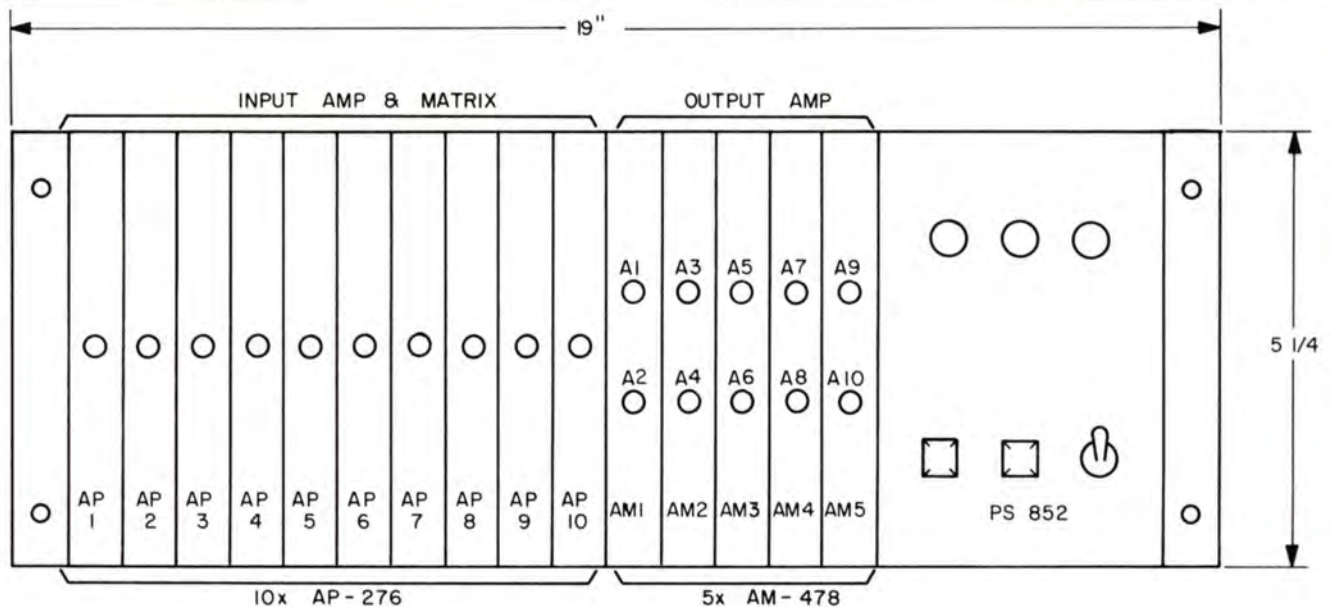 19"
INPUT AMP & MATRIX
OUTPUT AMP
5 1/4
A1 A3 A5 A7 A9
A2 A4 A6 A8 A10
AP 1
AP 2
AP 3
AP 4
AP 5
AP 6
AP 7
AP 8
AP 9
AP 10
AM1 AM2 AM3 AM4 AM5
PS 852
10x AP-276
5x AM-478